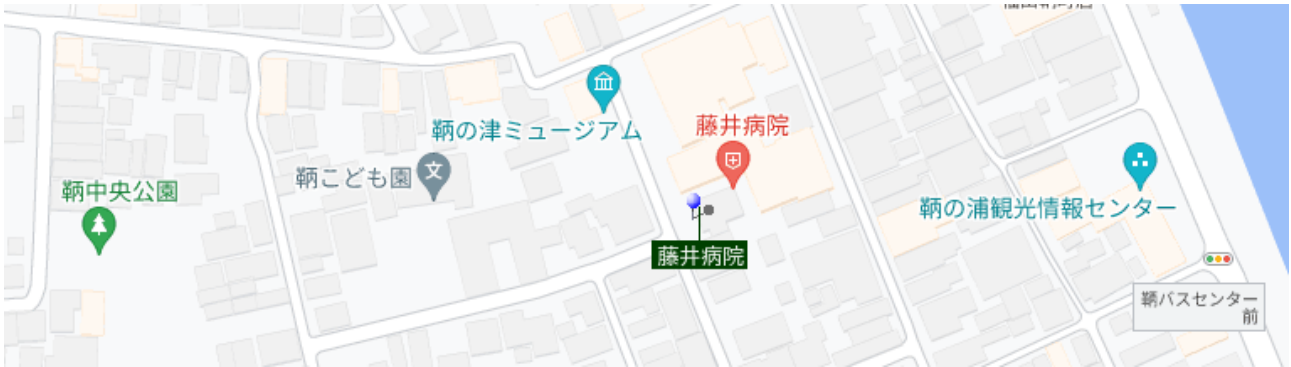 藤井病院
鞆の津ミュージアム
鞆こども園
文
鞆中央公園
鞆の浦観光情報センター
藤井病院
鞆バスセンター
前